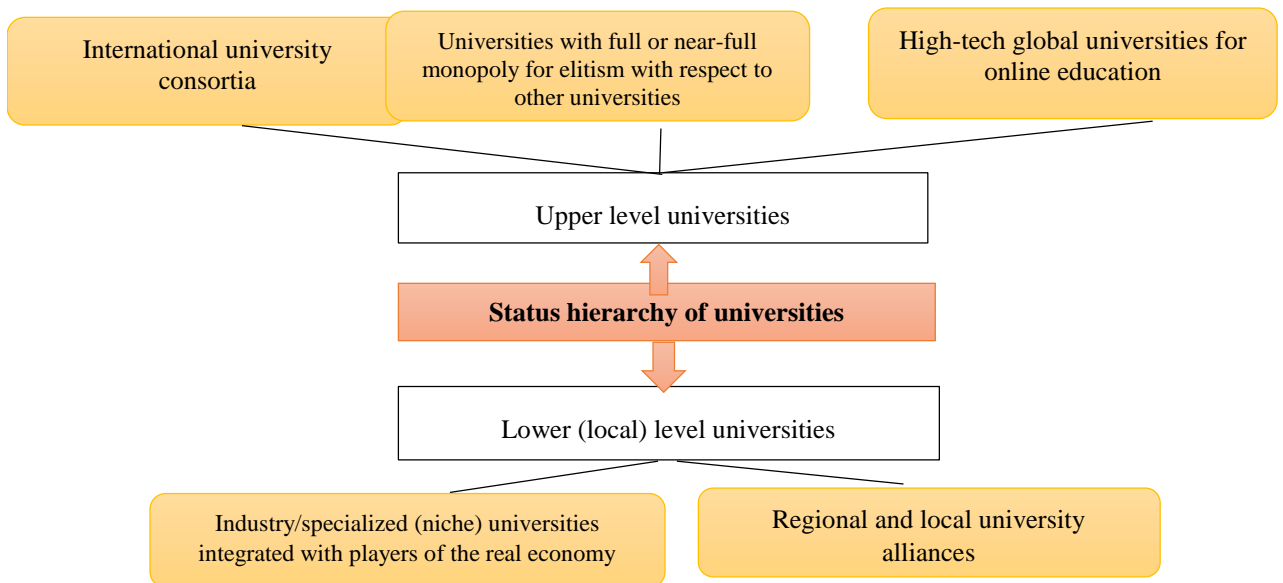 International university
consortia
Universities with full or near-full
monopoly for elitism with respect to
other universities
High-tech global universities for
online education
Upper level universities
Status hierarchy of universities
Lower (local) level universities
Industry/specialized (niche) universities
integrated with players of the real economy
Regional and local university
alliances